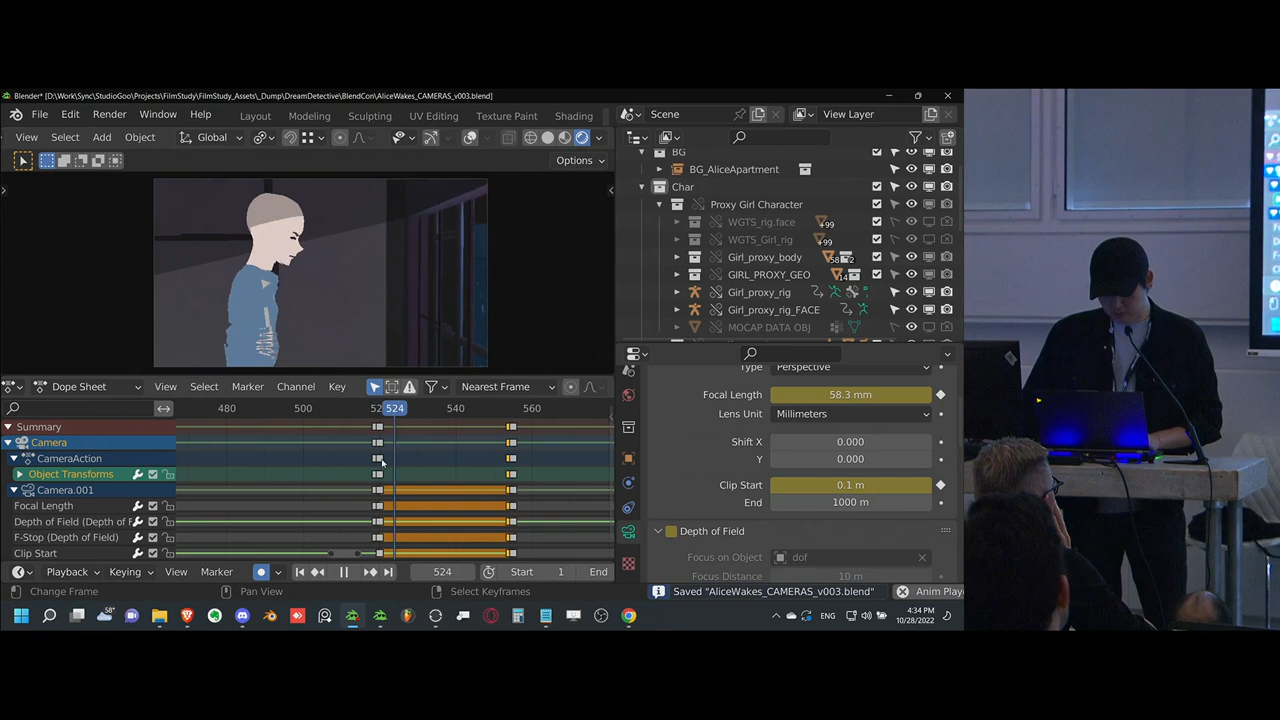 Blender* [D:\Work\Sync\StudioGoo\Projects\FilmStudy\FilmStudy_Assets\_Dump\DreamDetective\BlendCon\AliceWakes_CAMERAS_v003.blend]
File Edit Render Window Help Layout Modeling Sculpting UV Editing Texture Paint Shading
Scene View Layer
View Select Add Object Global
Options
BG
BG_AliceApartment
Char
Proxy Girl Character
WGTS_rig.face +99
WGTS_Girl_rig +99
Girl_proxy_body 58 2
GIRL_PROXY_GEO 14
Girl_proxy_rig
Girl_proxy_rig_FACE
MOCAP DATA OBJ
Type Perspective
Focal Length 58.3 mm
Lens Unit Millimeters
Shift X 0.000
Y 0.000
Clip Start 0.1 m
End 1000 m
Depth of Field
Focus on Object dof
Focus Distance 10 m
Dope Sheet View Select Marker Channel Key Nearest Frame
480 500 52 524 540 560
Summary
Camera
CameraAction
Object Transforms
Camera.001
Focal Length
Depth of Field (Depth of F
F-Stop (Depth of Field)
Clip Start
Playback Keying View Marker 524 Start 1 End
Change Frame Pan View Select Keyframes
Saved "AliceWakes_CAMERAS_v003.blend" Anim Play
58°
ENG
4:34 PM
10/28/2022